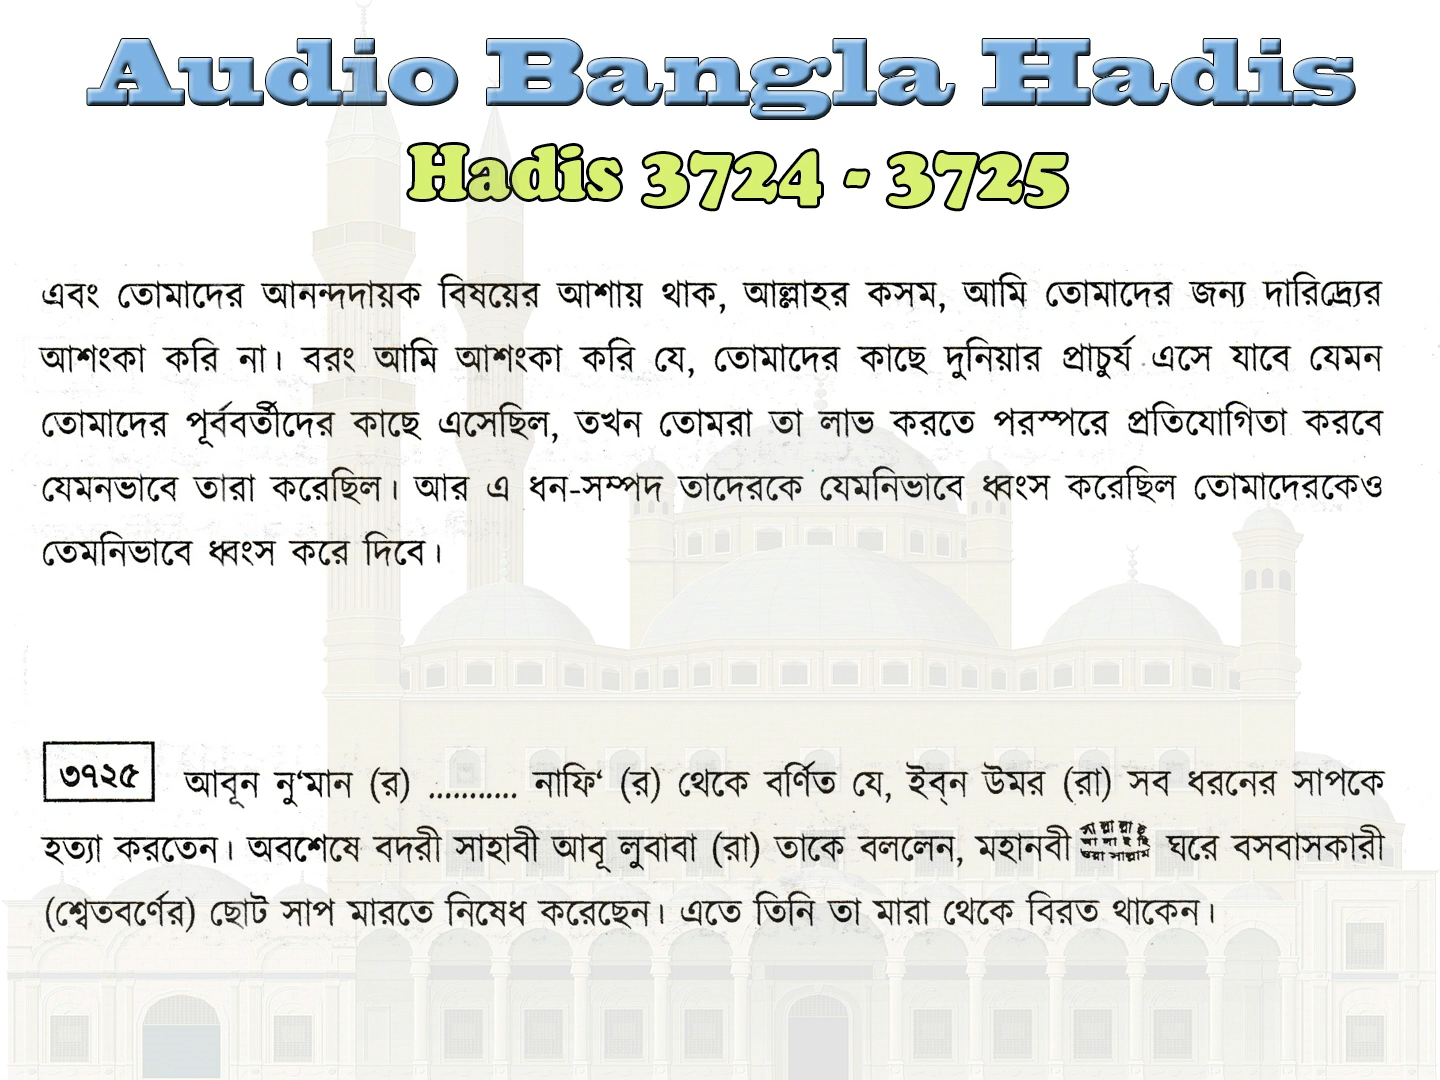 Audio Bangla Hadis
Hadis 3724 - 3725
এবং তোমাদের আনন্দদায়ক বিষয়ের আশায় থাক, আল্লাহর কসম, আমি তোমাদের জন্য দারিদ্র্যের
আশংকা করি না। বরং আমি আশংকা করি যে, তোমাদের কাছে দুনিয়ার প্রাচুর্য এসে যাবে যেমন
তোমাদের পূর্ববর্তীদের কাছে এসেছিল, তখন তোমরা তা লাভ করতে পরস্পরে প্রতিযোগিতা করবে
যেমনভাবে তারা করেছিল। আর এ ধন-সম্পদ তাদেরকে যেমনিভাবে ধ্বংস করেছিল তোমাদেরকেও
তেমনিভাবে ধ্বংস করে দিবে।
৩৭২৫ আবূন নু‘মান (র) ........... নাফি‘ (র) থেকে বর্ণিত যে, ইব্‌ন উমর (রা) সব ধরনের সাপকে
হত্যা করতেন। অবশেষে বদরী সাহাবী আবূ লুবাবা (রা) তাকে বললেন, মহানবী সাল্লাল্লাহু আলাইহি ওয়া সাল্লাম ঘরে বসবাসকারী
(শ্বেতবর্ণের) ছোট সাপ মারতে নিষেধ করেছেন। এতে তিনি তা মারা থেকে বিরত থাকেন।